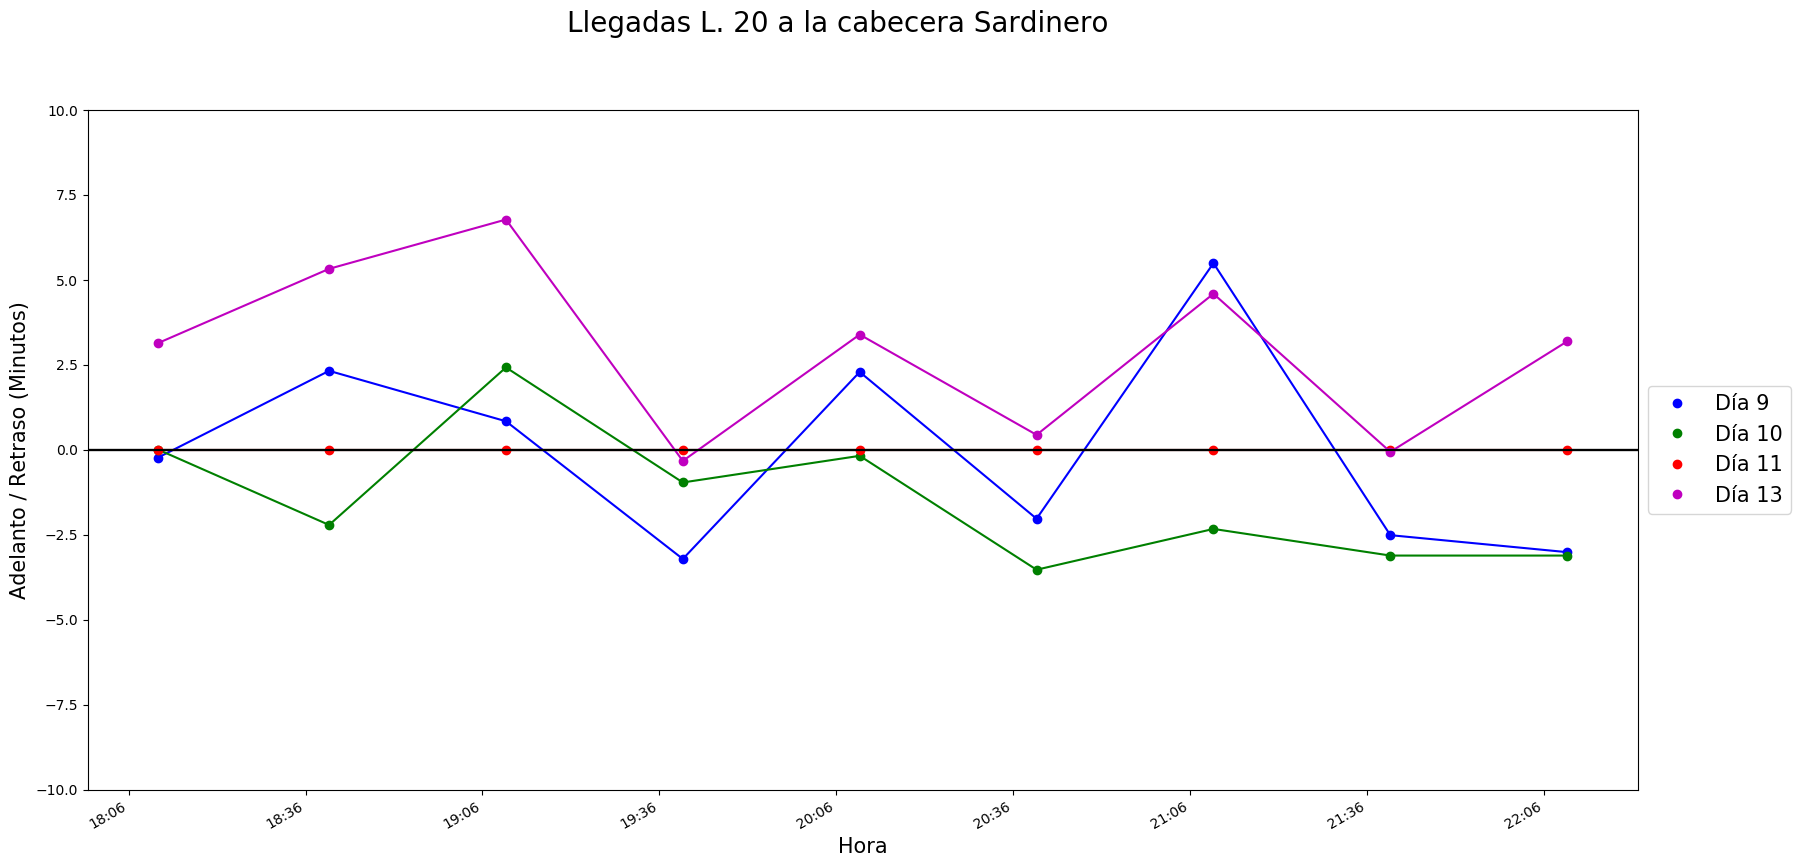 Llegadas L. 20 a la cabecera Sardinero
Adelanto / Retraso (Minutos)
10.0
7.5
5.0
2.5
0.0
−2.5
−5.0
−7.5
−10.0
18:06
18:36
19:06
19:36
20:06
20:36
21:06
21:36
22:06
Hora
Día 9
Día 10
Día 11
Día 13